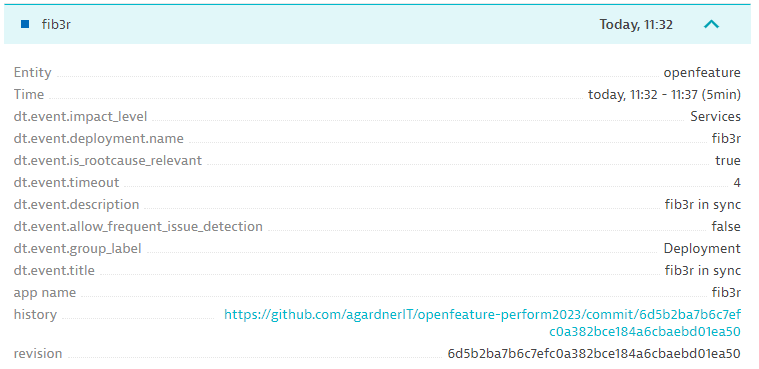 fib3r Today, 11:32
Entity openfeature
Time today, 11:32 - 11:37 (5min)
dt.event.impact_level Services
dt.event.deployment.name fib3r
dt.event.is_rootcause_relevant true
dt.event.timeout 4
dt.event.description fib3r in sync
dt.event.allow_frequent_issue_detection false
dt.event.group_label Deployment
dt.event.title fib3r in sync
app name fib3r
history https://github.com/agardnerIT/openfeature-perform2023/commit/6d5b2ba7b6c7ef
c0a382bce184a6cbaebd01ea50
revision 6d5b2ba7b6c7efc0a382bce184a6cbaebd01ea50